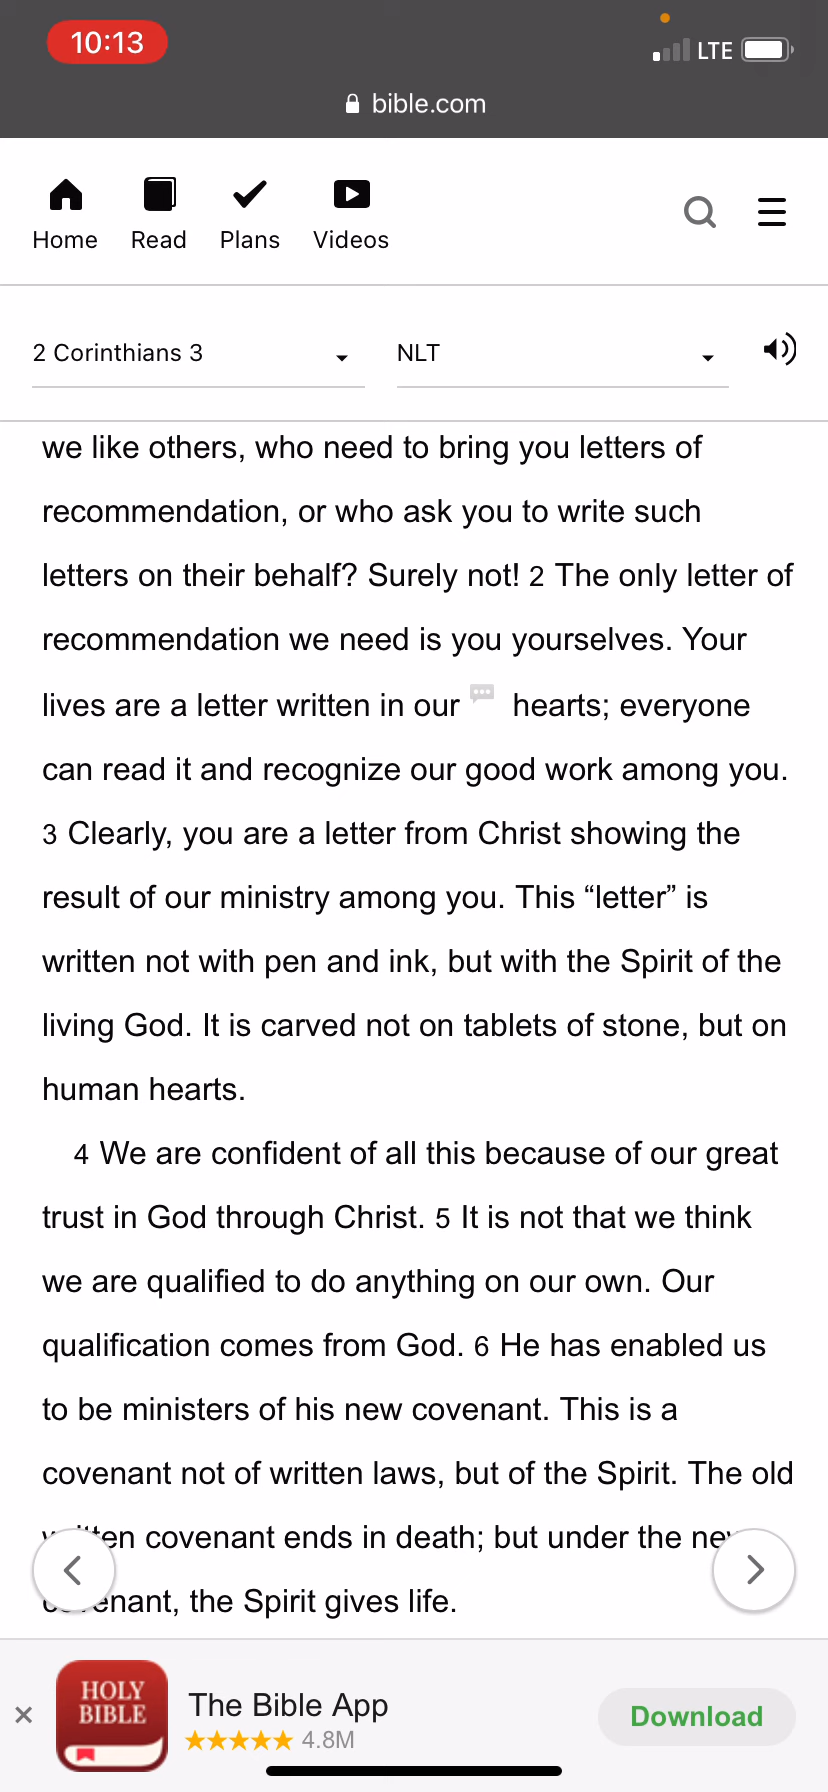 10:13
LTE
bible.com
Home Read Plans Videos
2 Corinthians 3 NLT
we like others, who need to bring you letters of
recommendation, or who ask you to write such
letters on their behalf? Surely not! 2 The only letter of
recommendation we need is you yourselves. Your
lives are a letter written in our hearts; everyone
can read it and recognize our good work among you.
3 Clearly, you are a letter from Christ showing the
result of our ministry among you. This “letter” is
written not with pen and ink, but with the Spirit of the
living God. It is carved not on tablets of stone, but on
human hearts.
4 We are confident of all this because of our great
trust in God through Christ. 5 It is not that we think
we are qualified to do anything on our own. Our
qualification comes from God. 6 He has enabled us
to be ministers of his new covenant. This is a
covenant not of written laws, but of the Spirit. The old
written covenant ends in death; but under the new
covenant, the Spirit gives life.
HOLY
BIBLE
The Bible App
4.8M
Download